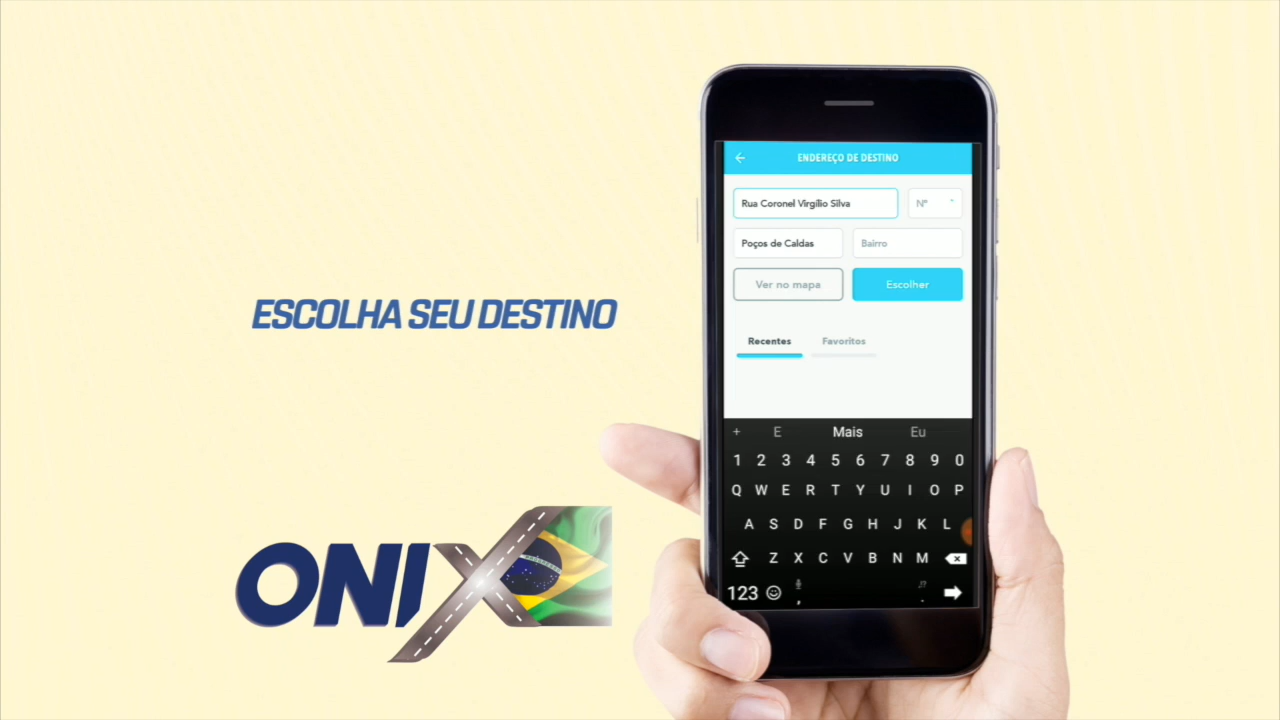 ESCOLHA SEU DESTINO
ONIX
ENDEREÇO DE DESTINO
Rua Coronel Virgílio Silva
Nº
Poços de Caldas
Bairro
Ver no mapa
Escolher
Recentes
Favoritos
+ E Mais Eu
1 2 3 4 5 6 7 8 9 0
Q W E R T Y U I O P
A S D F G H J K L
Z X C V B N M
123 , .